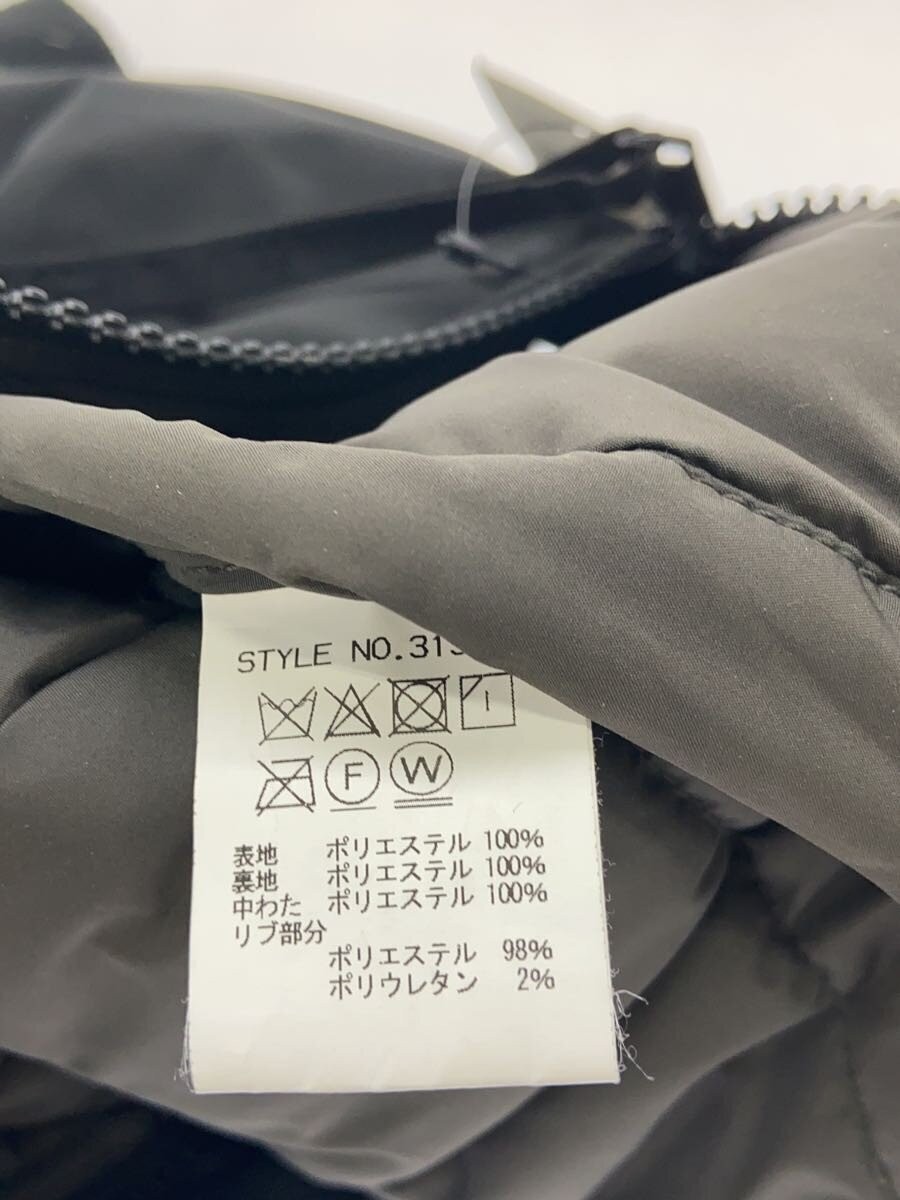 STYLE NO.313
F W
表地 ポリエステル 100%
裏地 ポリエステル 100%
中わた ポリエステル 100%
リブ部分
ポリエステル 98%
ポリウレタン 2%